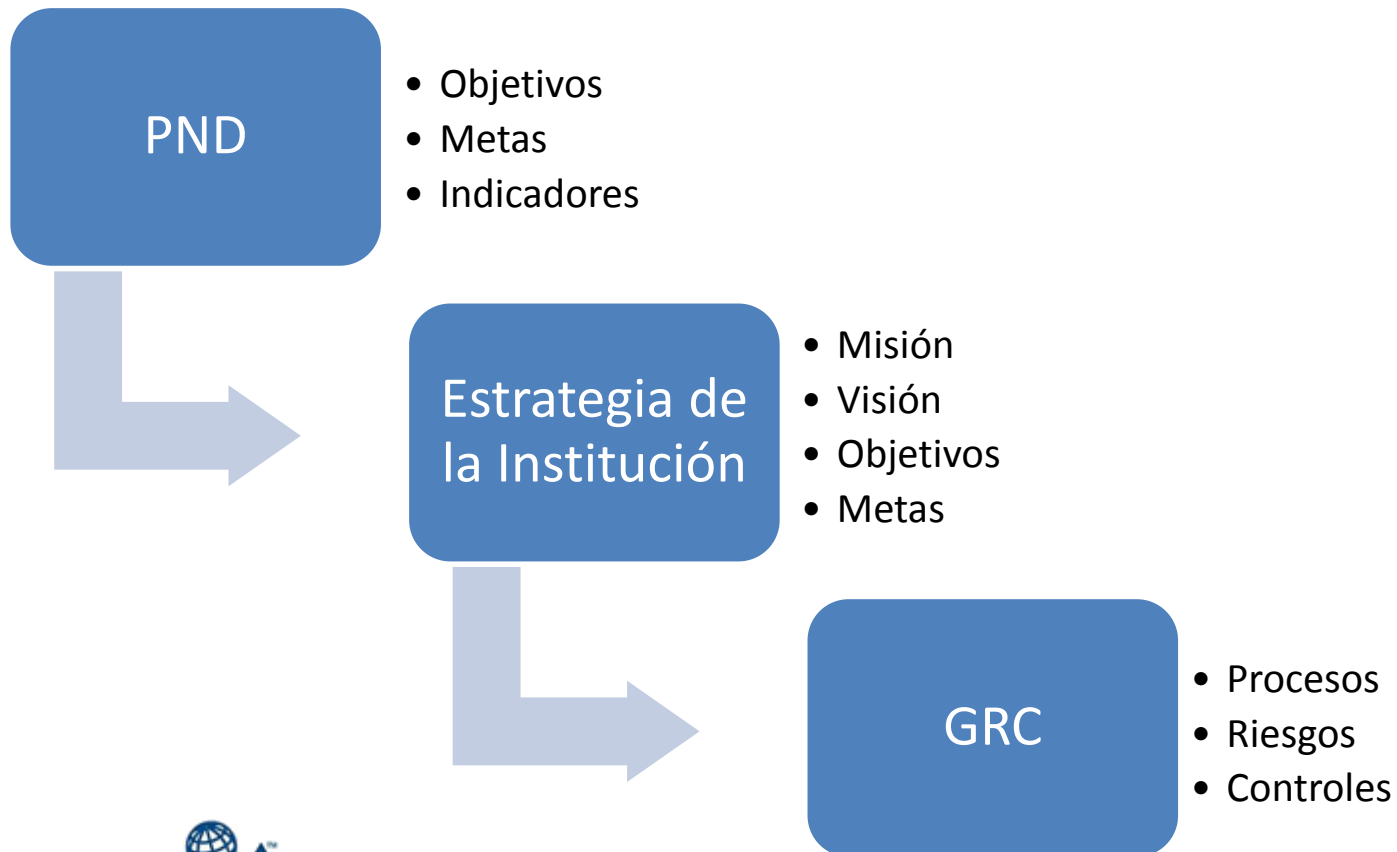 PND
• Objetivos
• Metas
• Indicadores
Estrategia de
la Institución
• Misión
• Visión
• Objetivos
• Metas
GRC
• Procesos
• Riesgos
• Controles